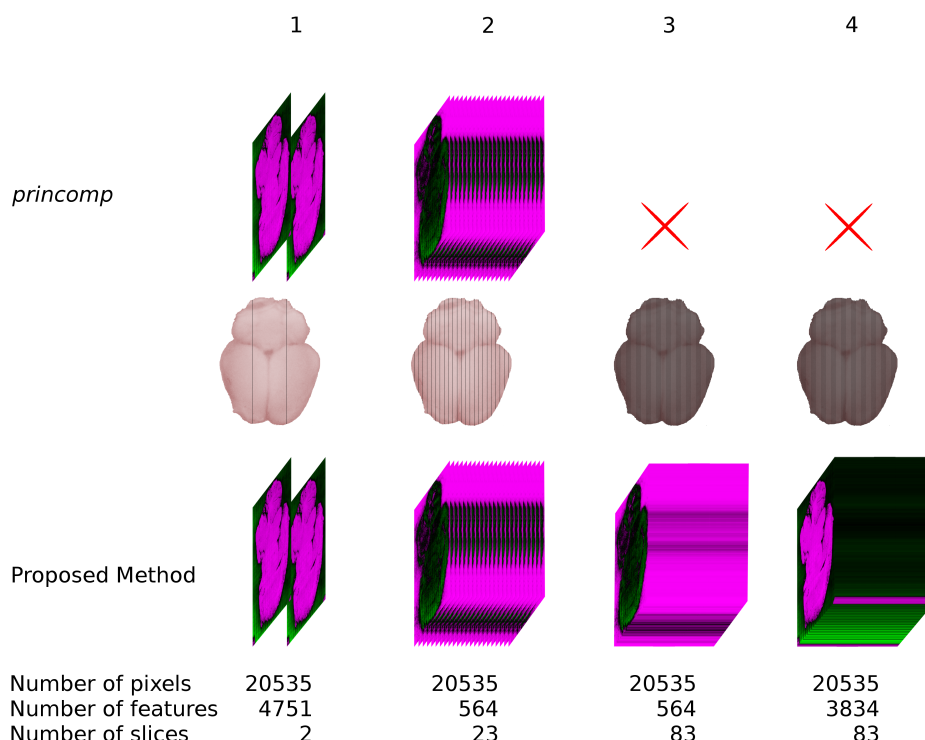 1 2 3 4
princomp
Proposed Method
Number of pixels 20535 20535 20535 20535
Number of features 4751 564 564 3834
Number of slices 2 23 83 83